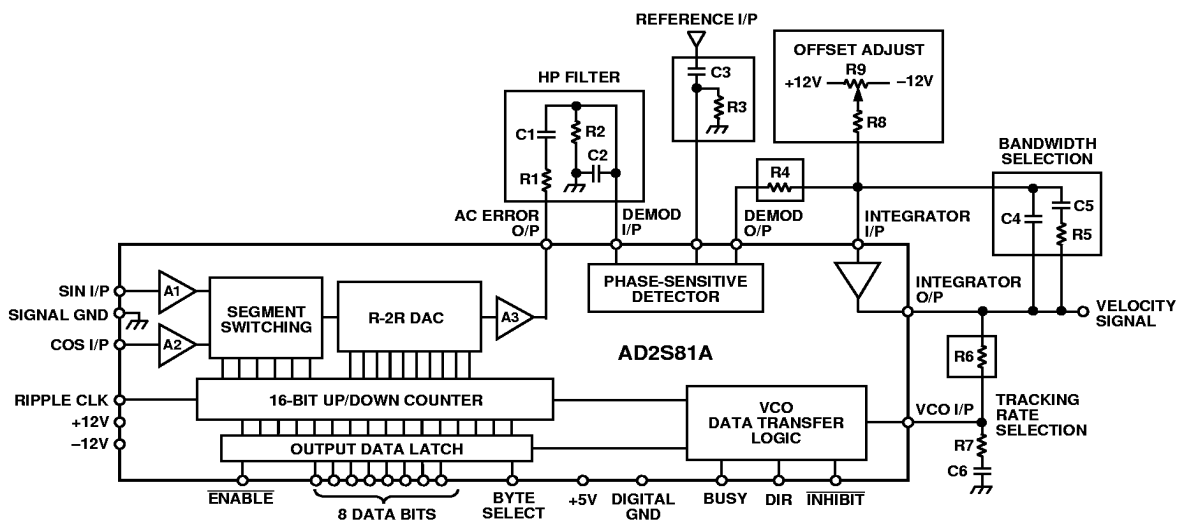 REFERENCE I/P
OFFSET ADJUST
R9
+12V
–12V
R8
HP FILTER
C3
R3
C1
R2
C2
R1
BANDWIDTH
SELECTION
R4
C4
C5
R5
AC ERROR
O/P
DEMOD
I/P
DEMOD
O/P
INTEGRATOR
I/P
INTEGRATOR
O/P
SIN I/P
A1
SIGNAL GND
COS I/P
A2
SEGMENT
SWITCHING
R-2R DAC
A3
PHASE-SENSITIVE
DETECTOR
VELOCITY
SIGNAL
AD2S81A
R6
RIPPLE CLK
16-BIT UP/DOWN COUNTER
+12V
–12V
OUTPUT DATA LATCH
VCO
DATA TRANSFER
LOGIC
VCO I/P
TRACKING
RATE
SELECTION
R7
C6
ENABLE
8 DATA BITS
BYTE
SELECT
+5V
DIGITAL
GND
BUSY
DIR
INHIBIT